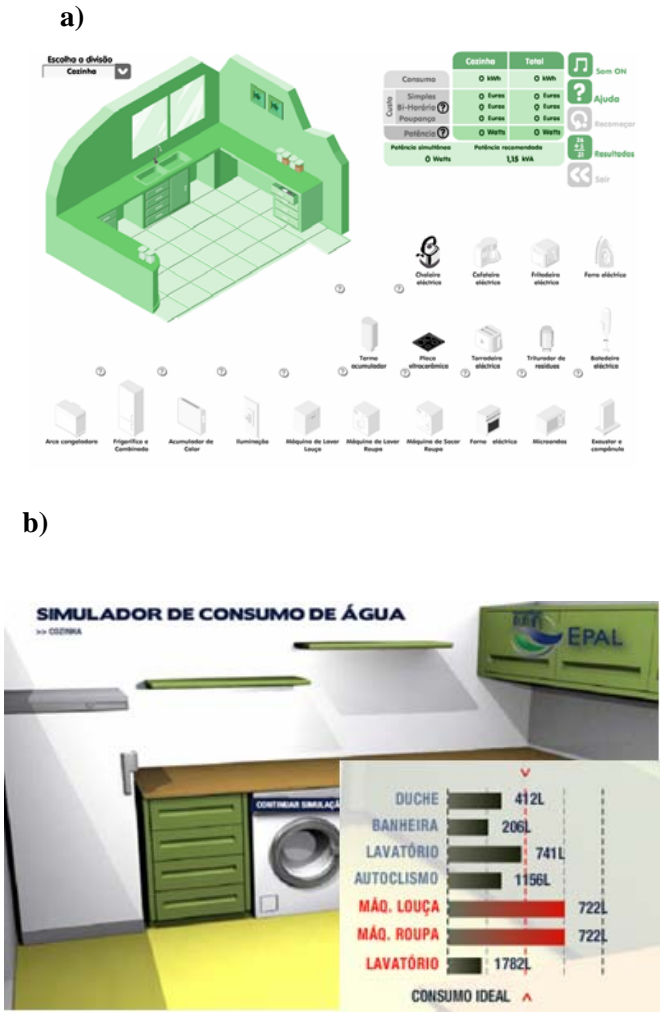 a)
Escolha a divisão
Cozinha
Cozinha Total
Consumo 0 kWh 0 kWh
Custo
Simples 0 Euros 0 Euros
Bi-Horário ? 0 Euros 0 Euros
Poupança 0 Euros 0 Euros
Potência ? 0 Watts 0 Watts
Potência simultânea Potência recomendada
0 Watts 1,15 kVA
Som ON
? Ajuda
Recomeçar
Resultados
Sair
Chaleira eléctrica
Cafeteira eléctrica
Fritadeira eléctrica
Ferro eléctrico
? ?
Termo acumulador
Placa vitrocerâmica
Torradeira eléctrica
Triturador de resíduos
Batedeira eléctrica
? ? ? ? ? ? ? ? ?
Arca congeladora
Frigorífico e Combinado
Acumulador de Calor
Iluminação
Máquina de Lavar Louça
Máquina de Lavar Roupa
Máquina de Secar Roupa
Forno eléctrico
Microondas
Exaustor e campânula
b)
SIMULADOR DE CONSUMO DE ÁGUA
>> COZINHA
EPAL
CONTINUAR SIMULAÇÃ
DUCHE 412L
BANHEIRA 206L
LAVATÓRIO 741L
AUTOCLISMO 1156L
MÁQ. LOUÇA 722L
MÁQ. ROUPA 722L
LAVATÓRIO 1782L
CONSUMO IDEAL